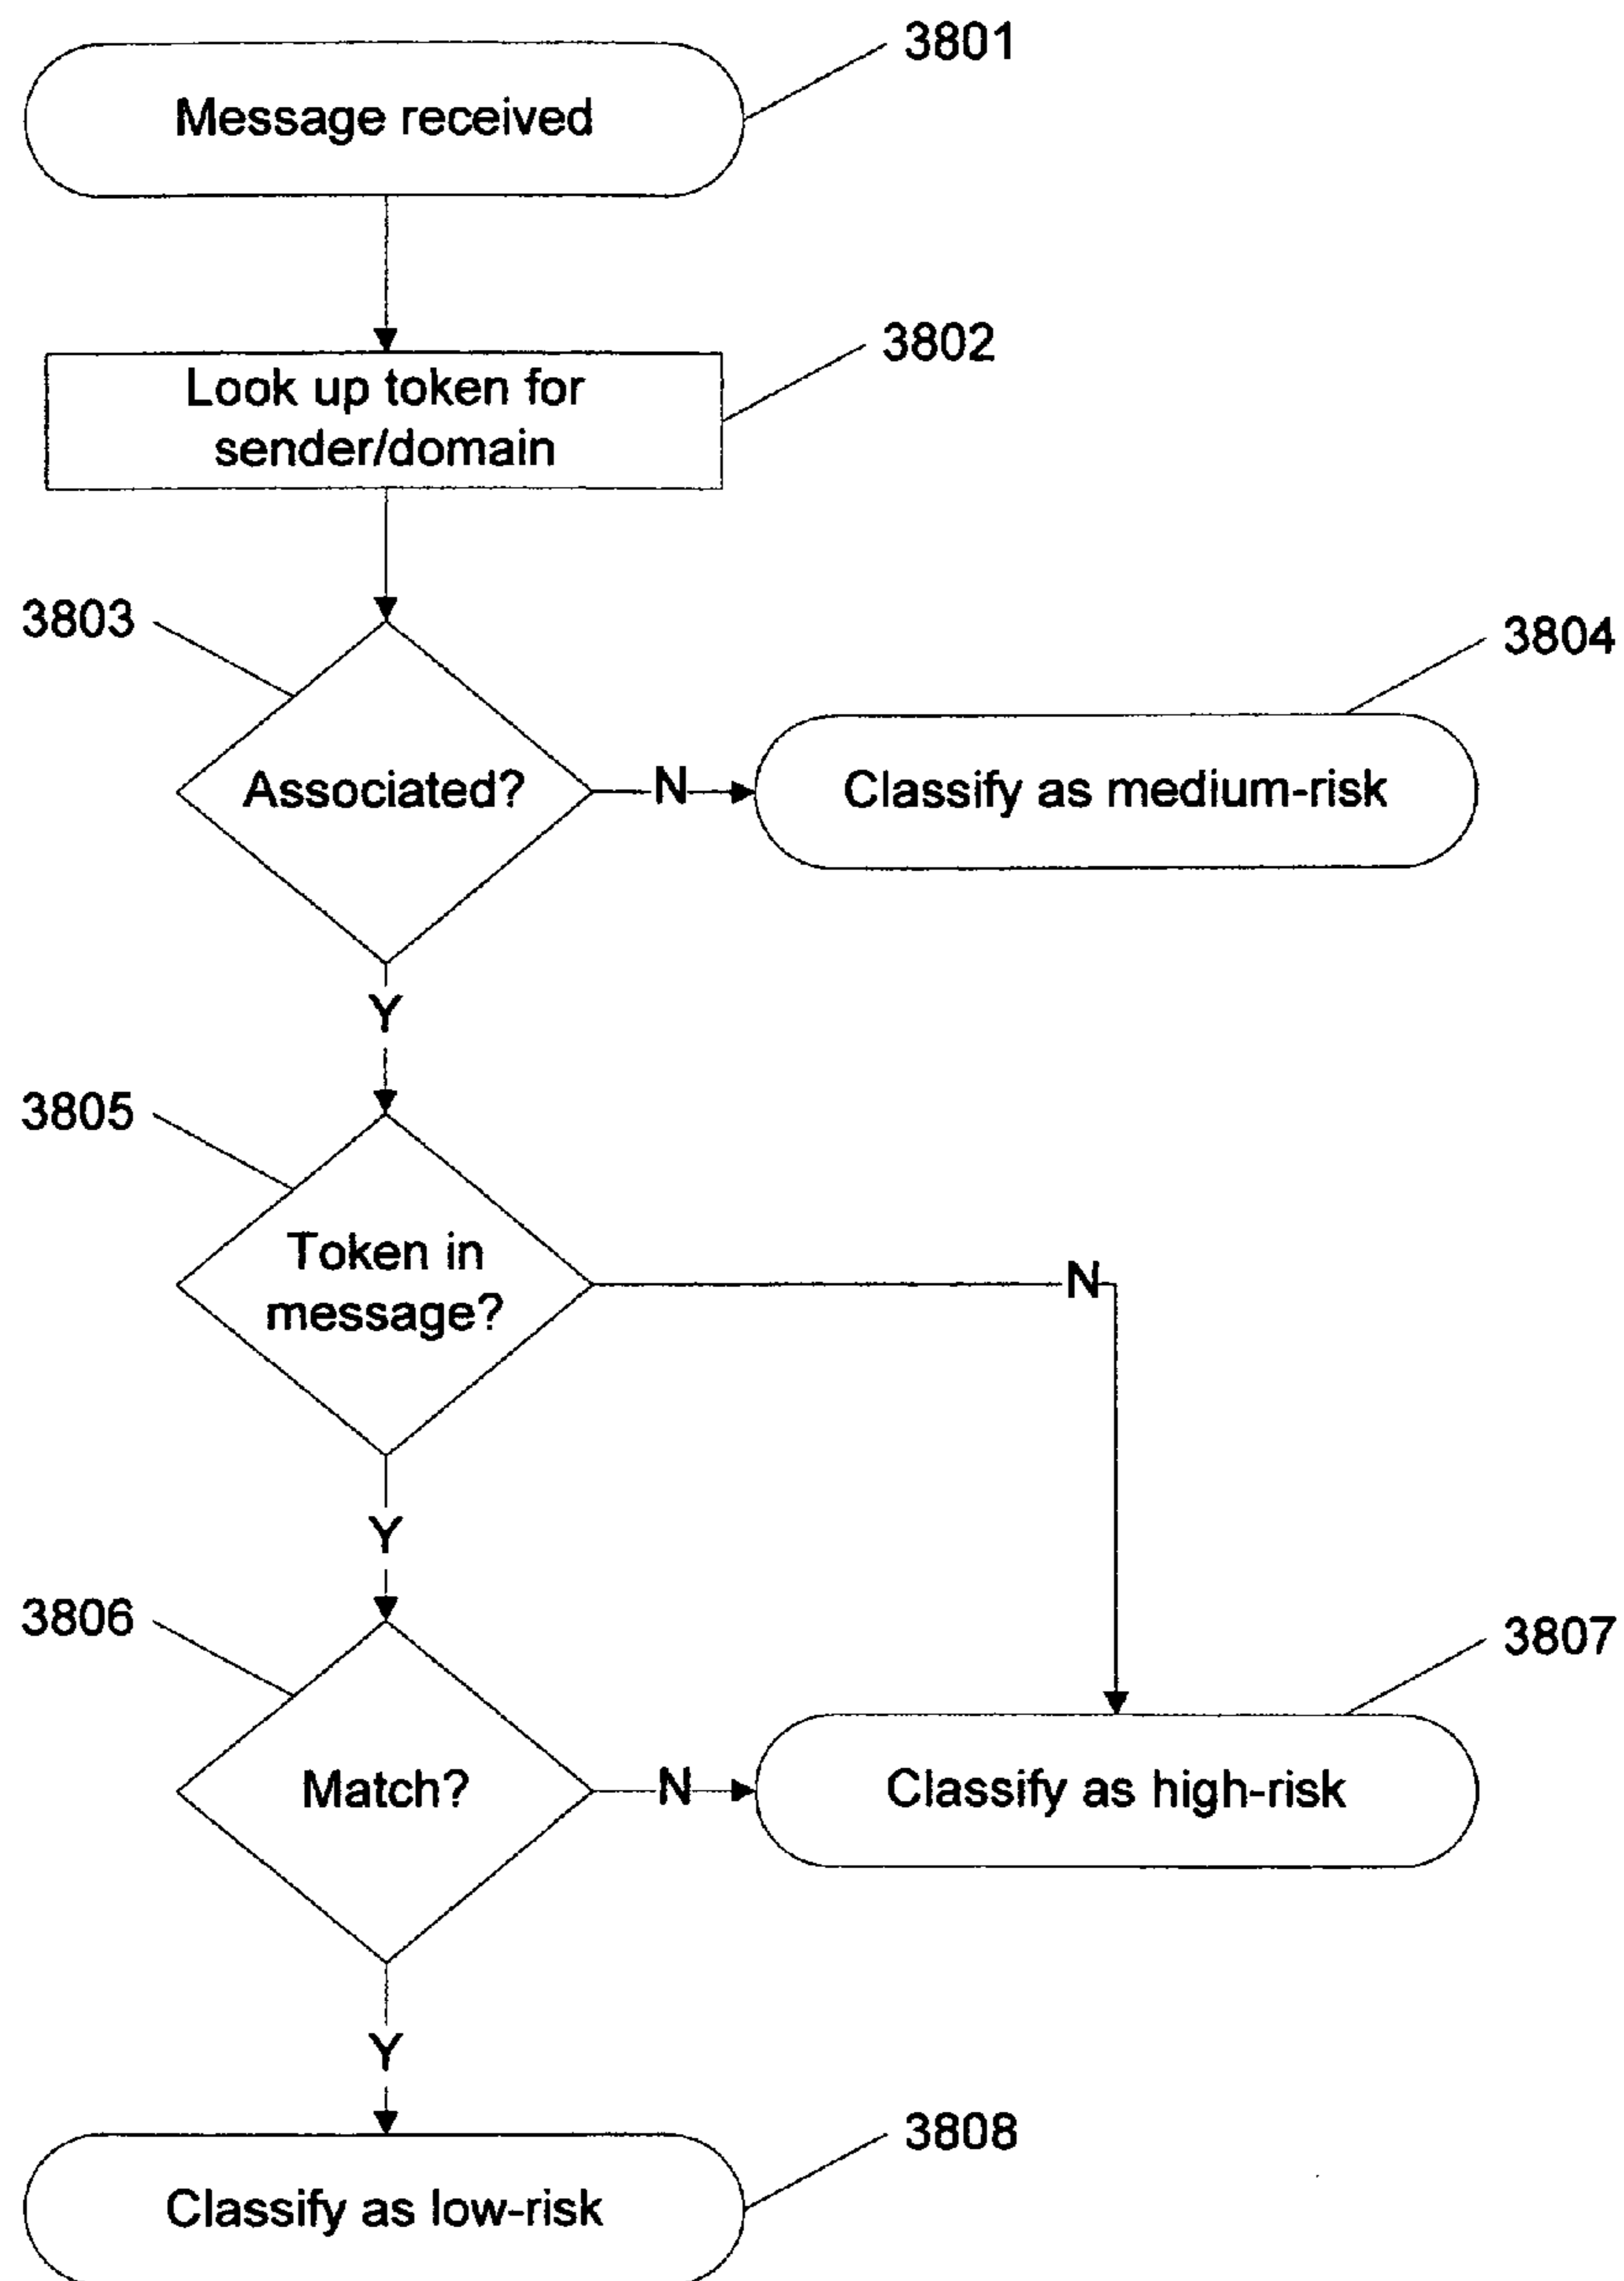 3801
Message received
3802
Look up token for
sender/domain
3803
3804
Associated?
N
Classify as medium-risk
Y
3805
Token in
message?
N
Y
3806
3807
Match?
N
Classify as high-risk
Y
3808
Classify as low-risk